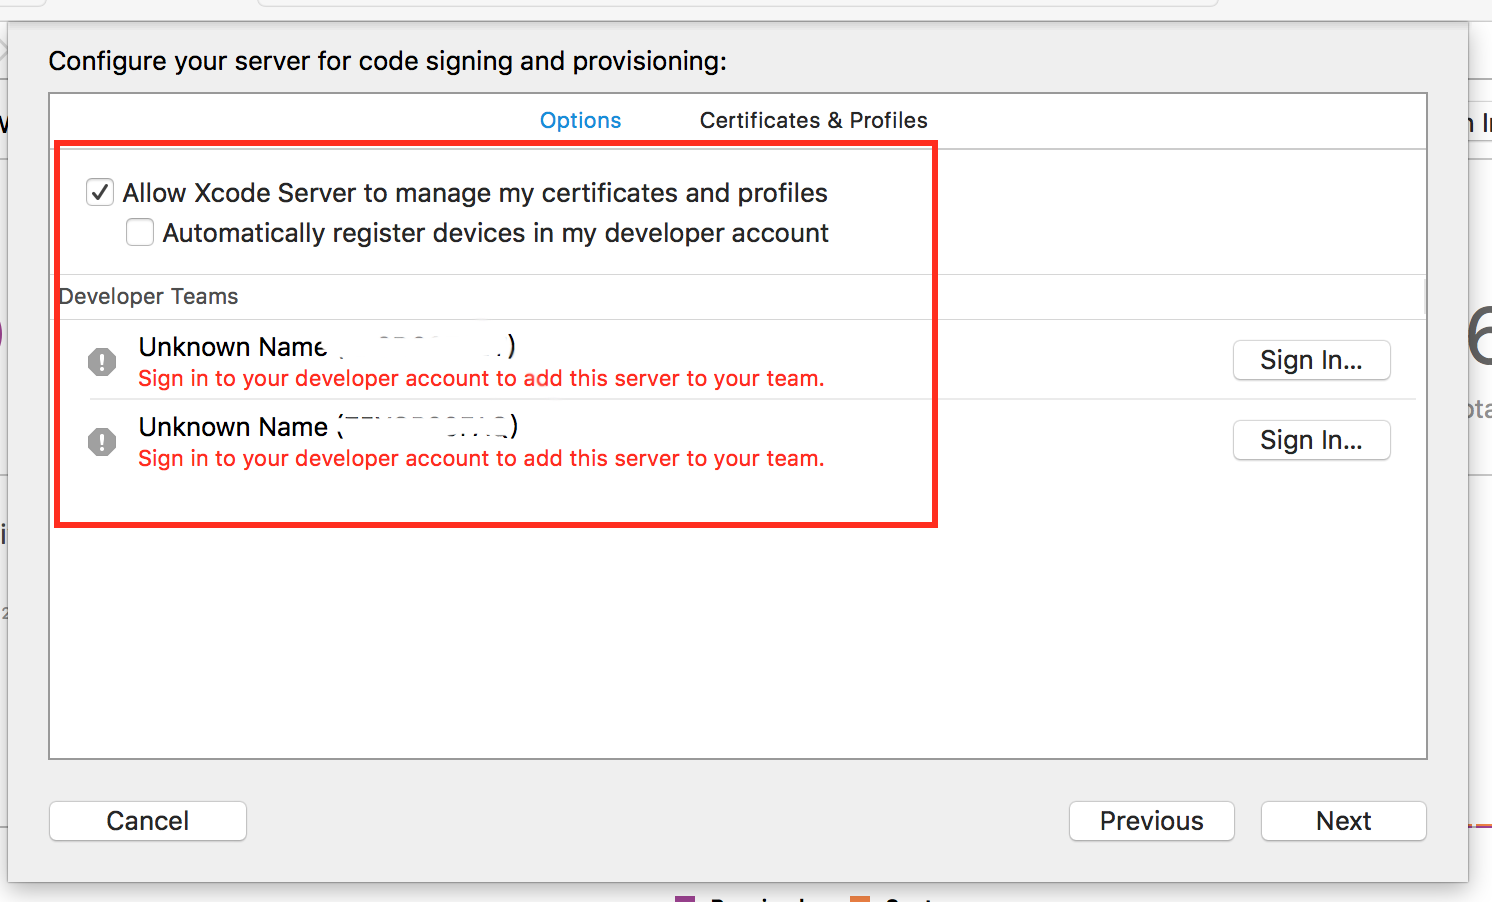 Configure your server for code signing and provisioning:
Options
Certificates & Profiles
Allow Xcode Server to manage my certificates and profiles
Automatically register devices in my developer account
Developer Teams
Unknown Name
Sign in to your developer account to add this server to your team.
Sign In...
Unknown Name
Sign in to your developer account to add this server to your team.
Sign In...
Cancel
Previous
Next